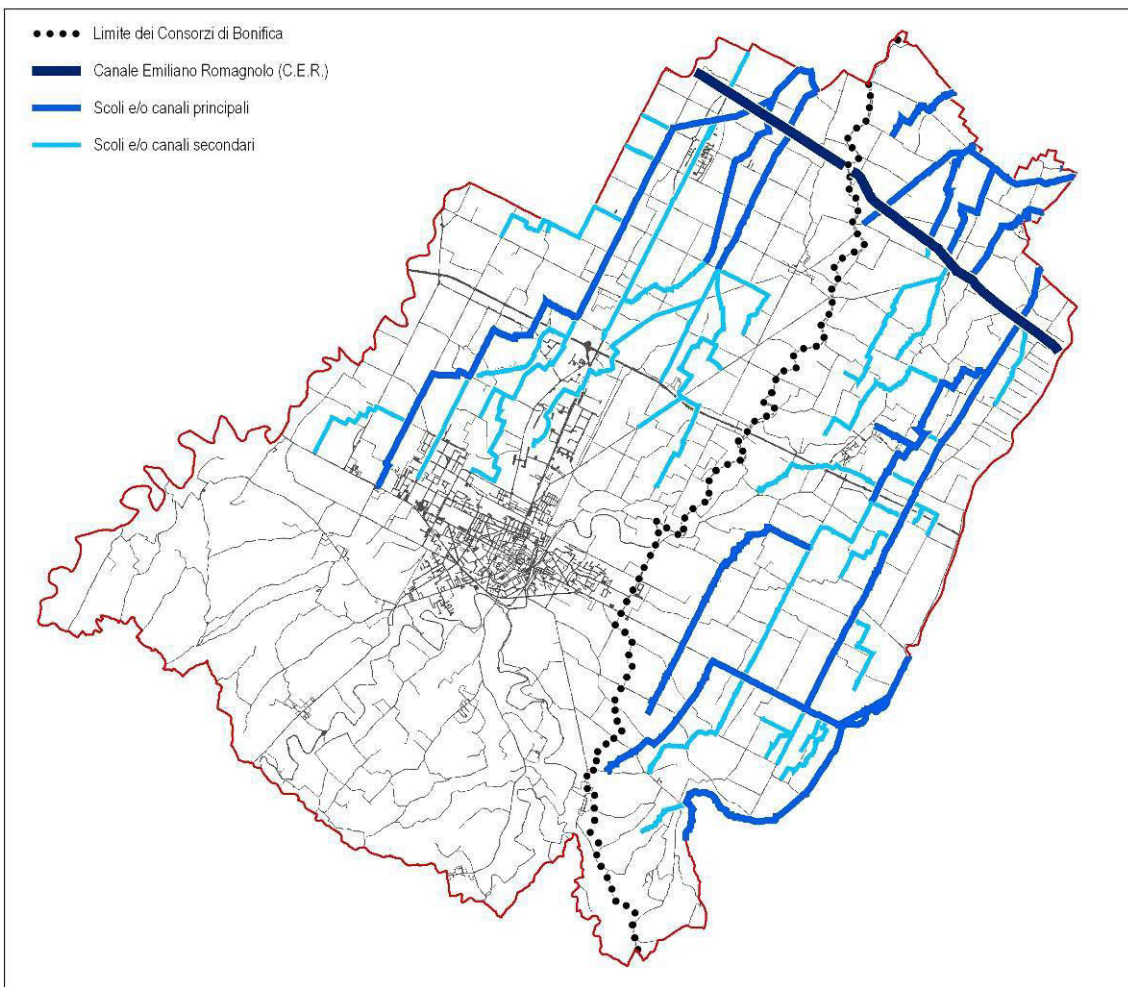 Limite dei Consorzi di Bonifica
Canale Emiliano Romagnolo (C.E.R.)
Scoli e/o canali principali
Scoli e/o canali secondari